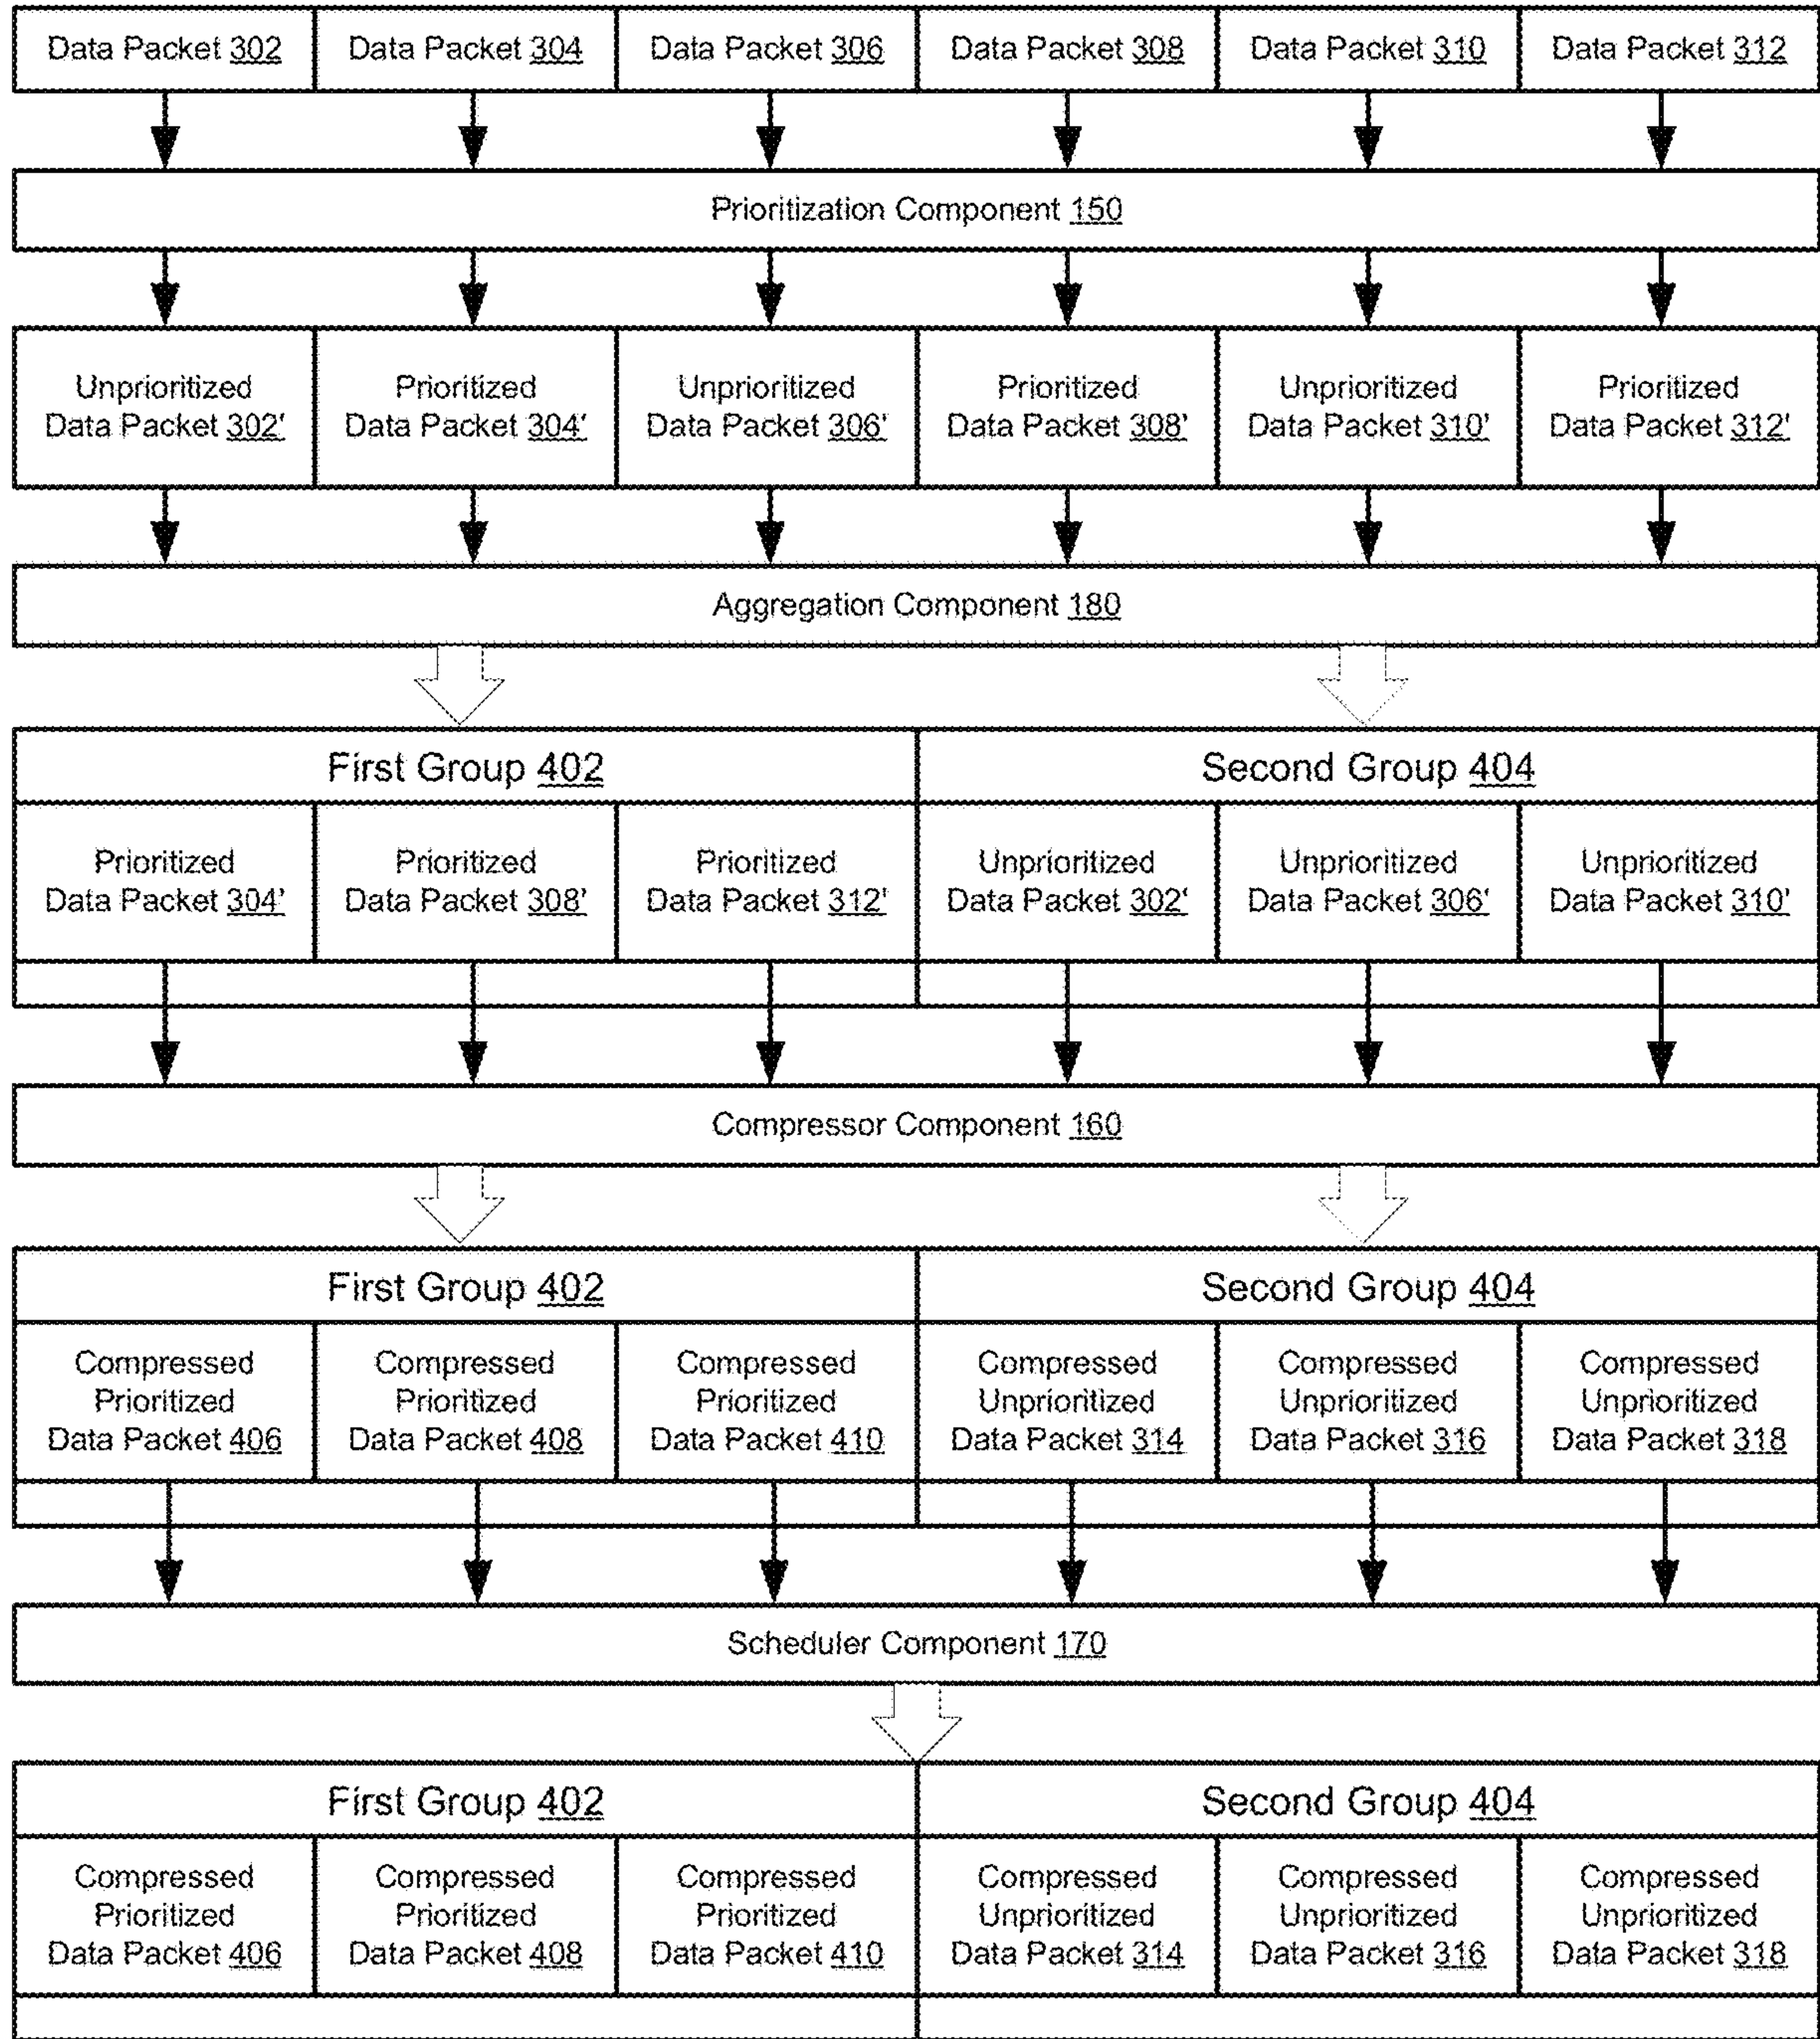 Data Packet 302
Data Packet 304
Data Packet 306
Data Packet 308
Data Packet 310
Data Packet 312
Prioritization Component 150
Unprioritized
Data Packet 302'
Prioritized
Data Packet 304'
Unprioritized
Data Packet 306'
Prioritized
Data Packet 308'
Unprioritized
Data Packet 310'
Prioritized
Data Packet 312'
Aggregation Component 180
First Group 402
Second Group 404
Prioritized
Data Packet 304'
Prioritized
Data Packet 308'
Prioritized
Data Packet 312'
Unprioritized
Data Packet 302'
Unprioritized
Data Packet 306'
Unprioritized
Data Packet 310'
Compressor Component 160
First Group 402
Second Group 404
Compressed
Prioritized
Data Packet 406
Compressed
Prioritized
Data Packet 408
Compressed
Prioritized
Data Packet 410
Compressed
Unprioritized
Data Packet 314
Compressed
Unprioritized
Data Packet 316
Compressed
Unprioritized
Data Packet 318
Scheduler Component 170
First Group 402
Second Group 404
Compressed
Prioritized
Data Packet 406
Compressed
Prioritized
Data Packet 408
Compressed
Prioritized
Data Packet 410
Compressed
Unprioritized
Data Packet 314
Compressed
Unprioritized
Data Packet 316
Compressed
Unprioritized
Data Packet 318